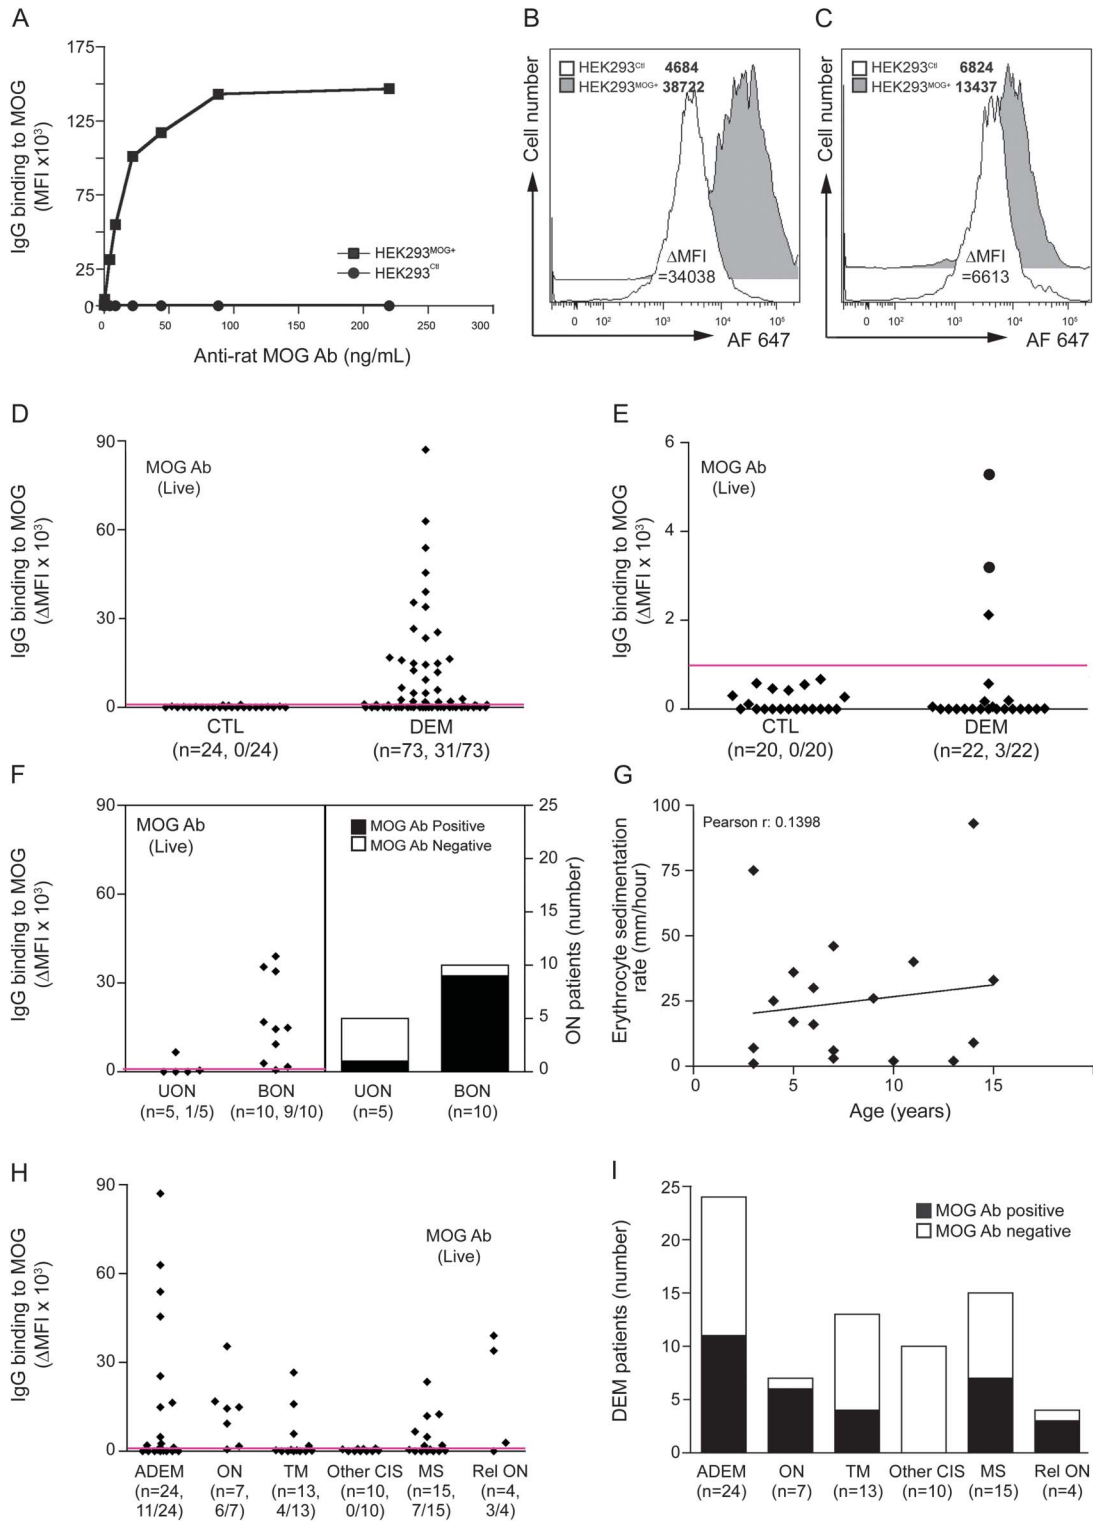 A
175
125
75
25
0
IgG binding to MOG
(MFI x10³)
HEK293MOG+
HEK293Ctl
0 50 100 150 200 250 300
Anti-rat MOG Ab (ng/mL)
B
Cell number
HEK293Ctl 4684
HEK293MOG+ 38722
ΔMFI
=34038
0 10² 10³ 10⁴ 10⁵
AF 647
C
Cell number
HEK293Ctl 6824
HEK293MOG+ 13437
ΔMFI
=6613
0 10² 10³ 10⁴ 10⁵
AF 647
D
90
60
30
0
IgG binding to MOG
(ΔMFI x 10³)
MOG Ab
(Live)
CTL DEM
(n=24, 0/24) (n=73, 31/73)
E
6
4
2
0
IgG binding to MOG
(ΔMFI x 10³)
MOG Ab
(Live)
CTL DEM
(n=20, 0/20) (n=22, 3/22)
F
90
60
30
0
IgG binding to MOG
(ΔMFI x 10³)
MOG Ab
(Live)
MOG Ab Positive
MOG Ab Negative
25
20
15
10
5
0
ON patients (number)
UON BON UON BON
(n=5, 1/5) (n=10, 9/10) (n=5) (n=10)
G
100
75
50
25
0
Erythrocyte sedimentation
rate (mm/hour)
Pearson r: 0.1398
0 5 10 15
Age (years)
H
90
60
30
0
IgG binding to MOG
(ΔMFI x 10³)
MOG Ab
(Live)
ADEM ON TM Other CIS MS Rel ON
(n=24, (n=7, (n=13, (n=10, (n=15, (n=4,
11/24) 6/7) 4/13) 0/10) 7/15) 3/4)
I
25
20
15
10
5
0
DEM patients (number)
MOG Ab positive
MOG Ab negative
ADEM ON TM Other CIS MS Rel ON
(n=24) (n=7) (n=13) (n=10) (n=15) (n=4)